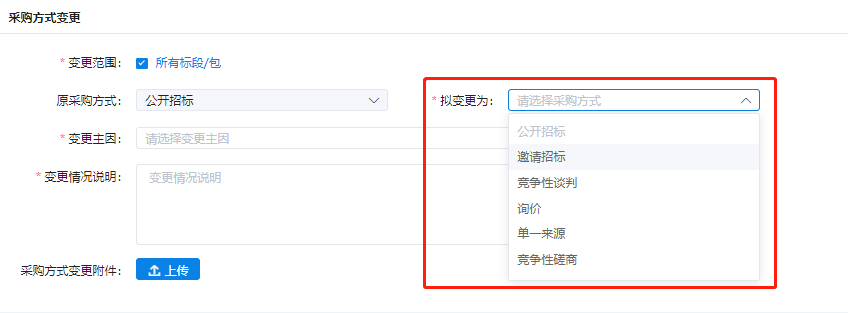 采购方式变更
* 变更范围： 所有标段/包
原采购方式： 公开招标
* 拟变更为： 请选择采购方式
公开招标
邀请招标
竞争性谈判
询价
单一来源
竞争性磋商
* 变更主因： 请选择变更主因
* 变更情况说明： 变更情况说明
采购方式变更附件： 上传